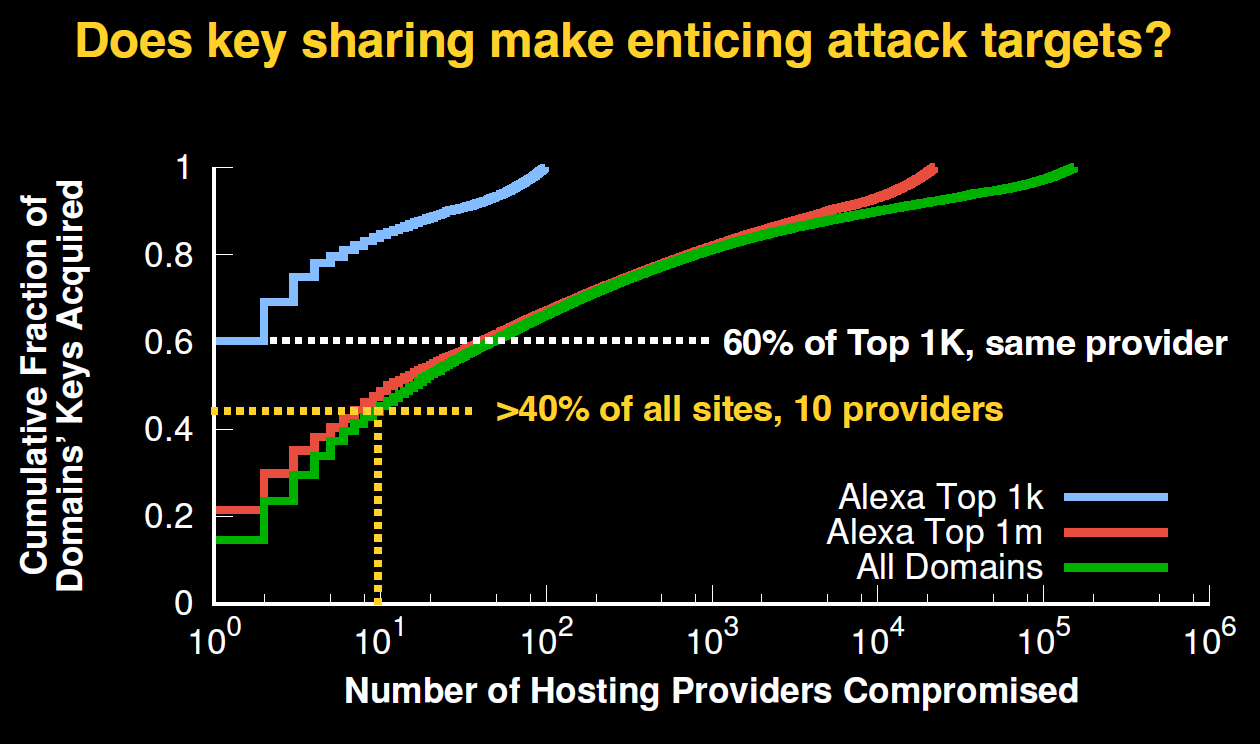 Does key sharing make enticing attack targets?
Cumulative Fraction of
Domains’ Keys Acquired
1
0.8
0.6
0.4
0.2
0
60% of Top 1K, same provider
>40% of all sites, 10 providers
Alexa Top 1k
Alexa Top 1m
All Domains
10^0 10^1 10^2 10^3 10^4 10^5 10^6
Number of Hosting Providers Compromised